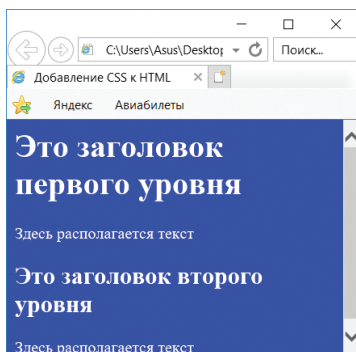 C:\Users\Asus\Desktop
Поиск...
Добавление CSS к HTML
Яндекс Авиабилеты
Это заголовок
первого уровня
Здесь располагается текст
Это заголовок второго
уровня
Здесь располагается текст